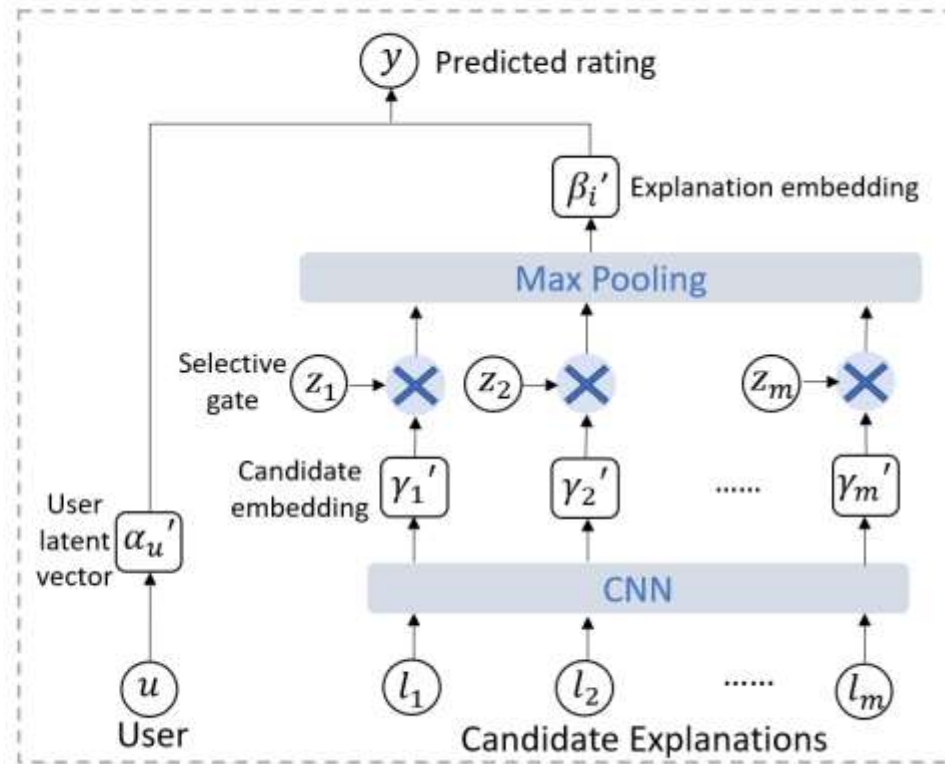 y Predicted rating
β_i′ Explanation embedding
Max Pooling
Selective
gate
z_1 z_2 z_m
Candidate
embedding
γ_1′ γ_2′ ...... γ_m′
User
latent
vector
α_u′
CNN
u l_1 l_2 ...... l_m
User Candidate Explanations